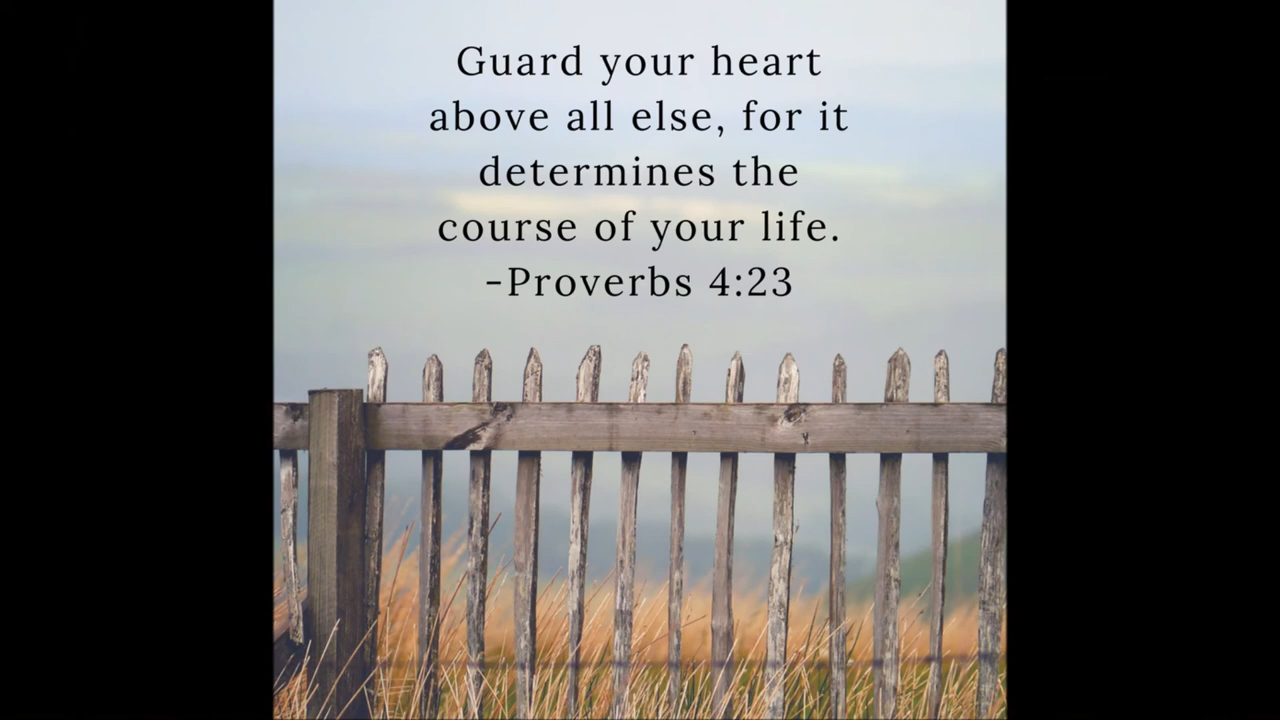 Guard your heart
above all else, for it
determines the
course of your life.
-Proverbs 4:23